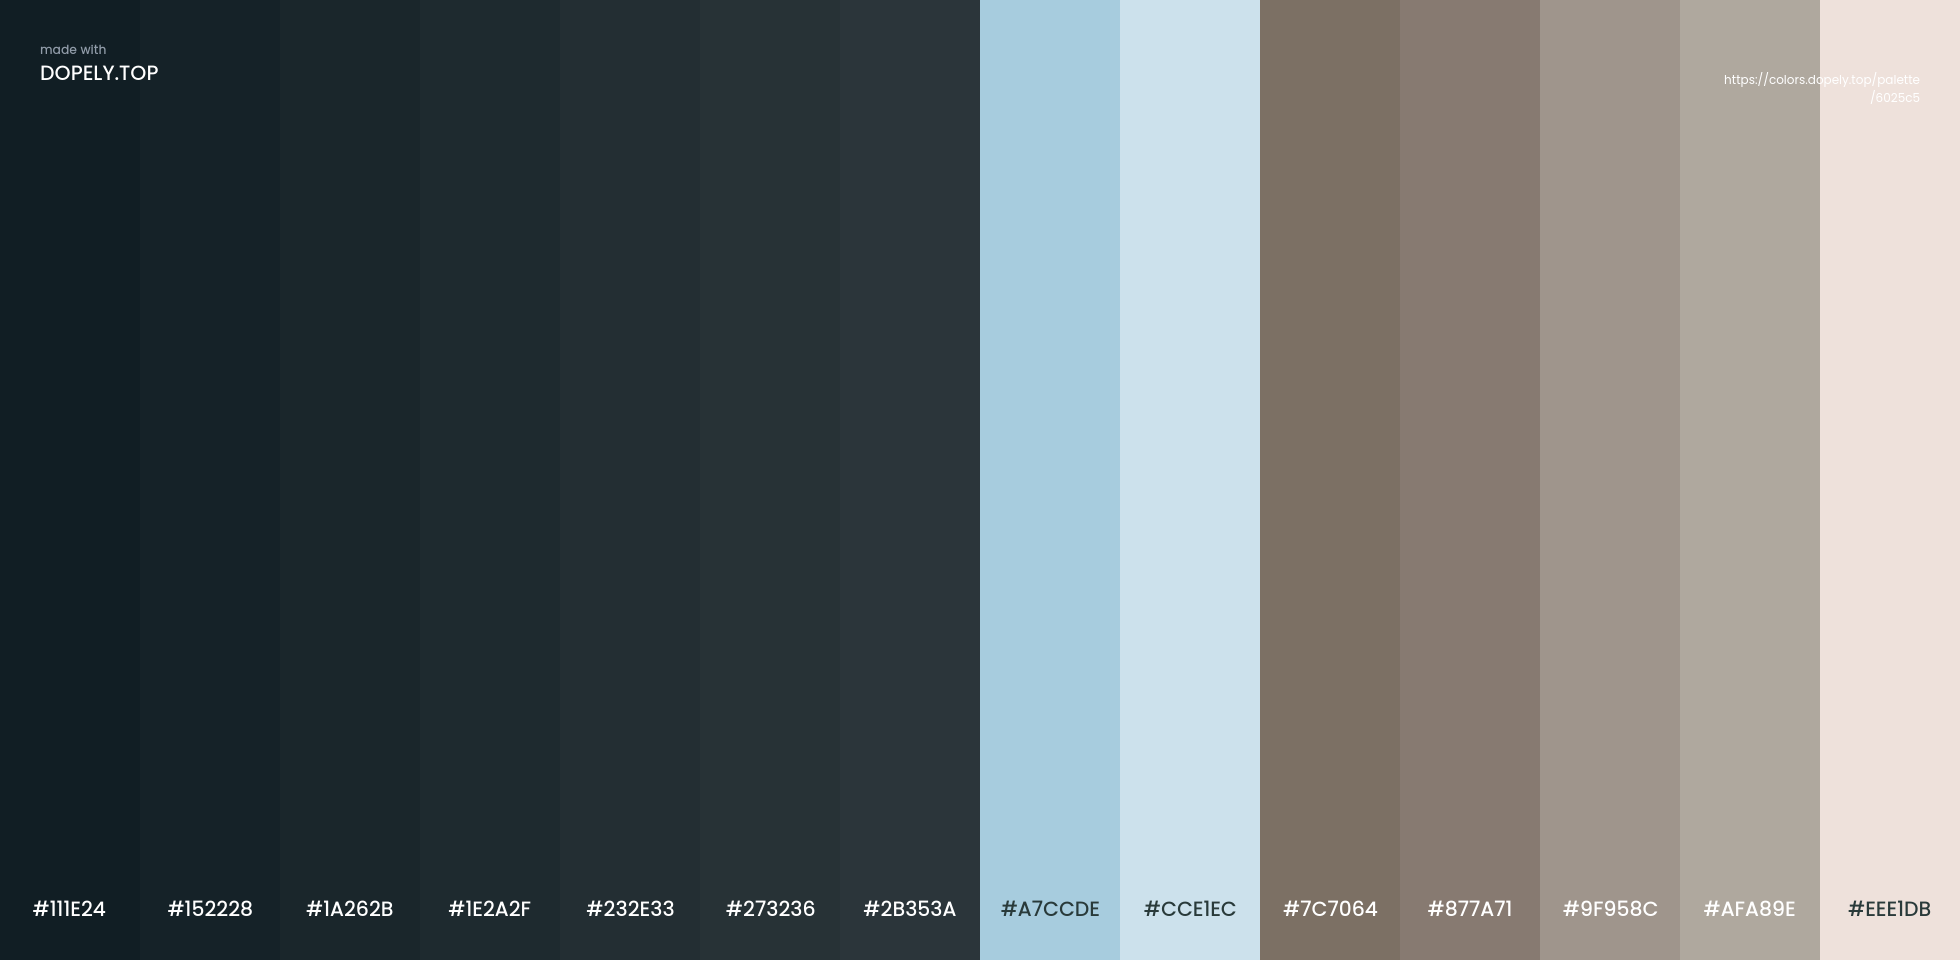 made with
DOPELY.TOP
https://colors.dopely.top/palette
/6025c5
#111E24 #152228 #1A262B #1E2A2F #232E33 #273236 #2B353A #A7CCDE #CCE1EC #7C7064 #877A71 #9F958C #AFA89E #EEE1DB